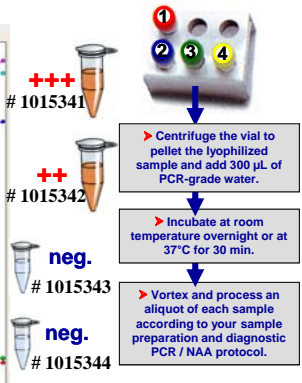 +++
# 1015341
++
# 1015342
neg.
# 1015343
neg.
# 1015344
1
2
3
4
➤ Centrifuge the vial to
pellet the lyophilized
sample and add 300 µL of
PCR-grade water.
➤ Incubate at room
temperature overnight or at
37°C for 30 min.
➤ Vortex and process an
aliquot of each sample
according to your sample
preparation and diagnostic
PCR / NAA protocol.